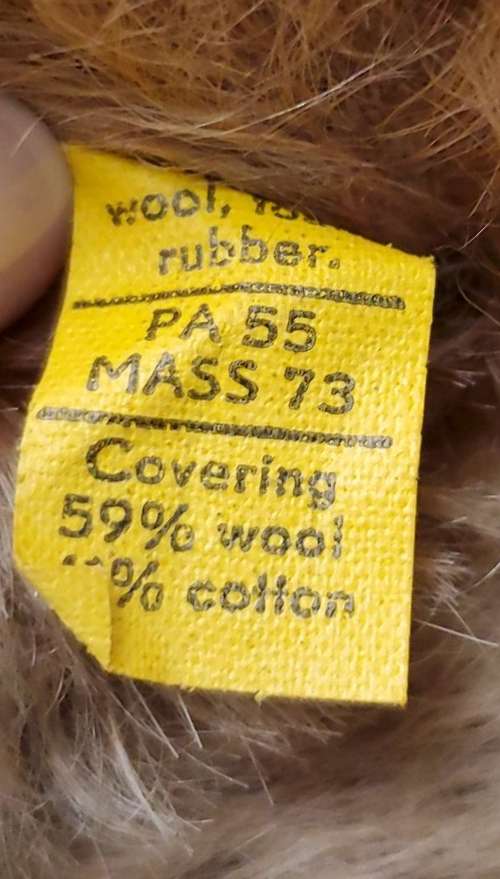 wool,
rubber.
PA 55
MASS 73
Covering
59% wool
% cotton